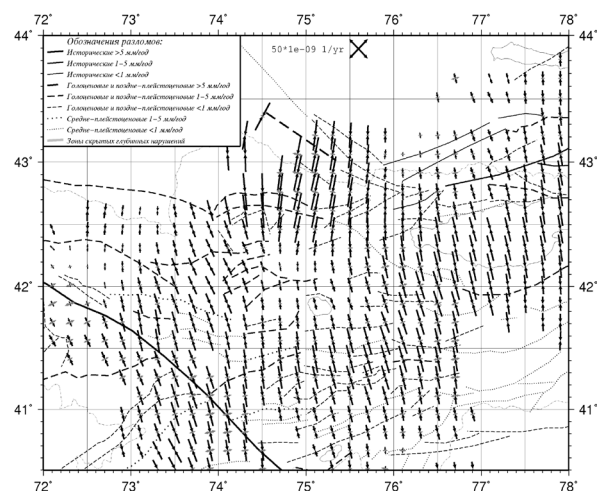 72° 73° 74° 75° 76° 77° 78°
44° 44°
Обозначения разломов:
Исторические >5 мм/год
Исторические 1-5 мм/год
Исторические <1 мм/год
Голоценовые и поздне-плейстоценовые >5 мм/год
Голоценовые и поздне-плейстоценовые 1-5 мм/год
Голоценовые и поздне-плейстоценовые <1 мм/год
Средне-плейстоценовые 1-5 мм/год
Средне-плейстоценовые <1 мм/год
Зоны скрытых глубинных нарушений
50*1e-09 1/yr
43° 43°
42° 42°
41° 41°
72° 73° 74° 75° 76° 77° 78°